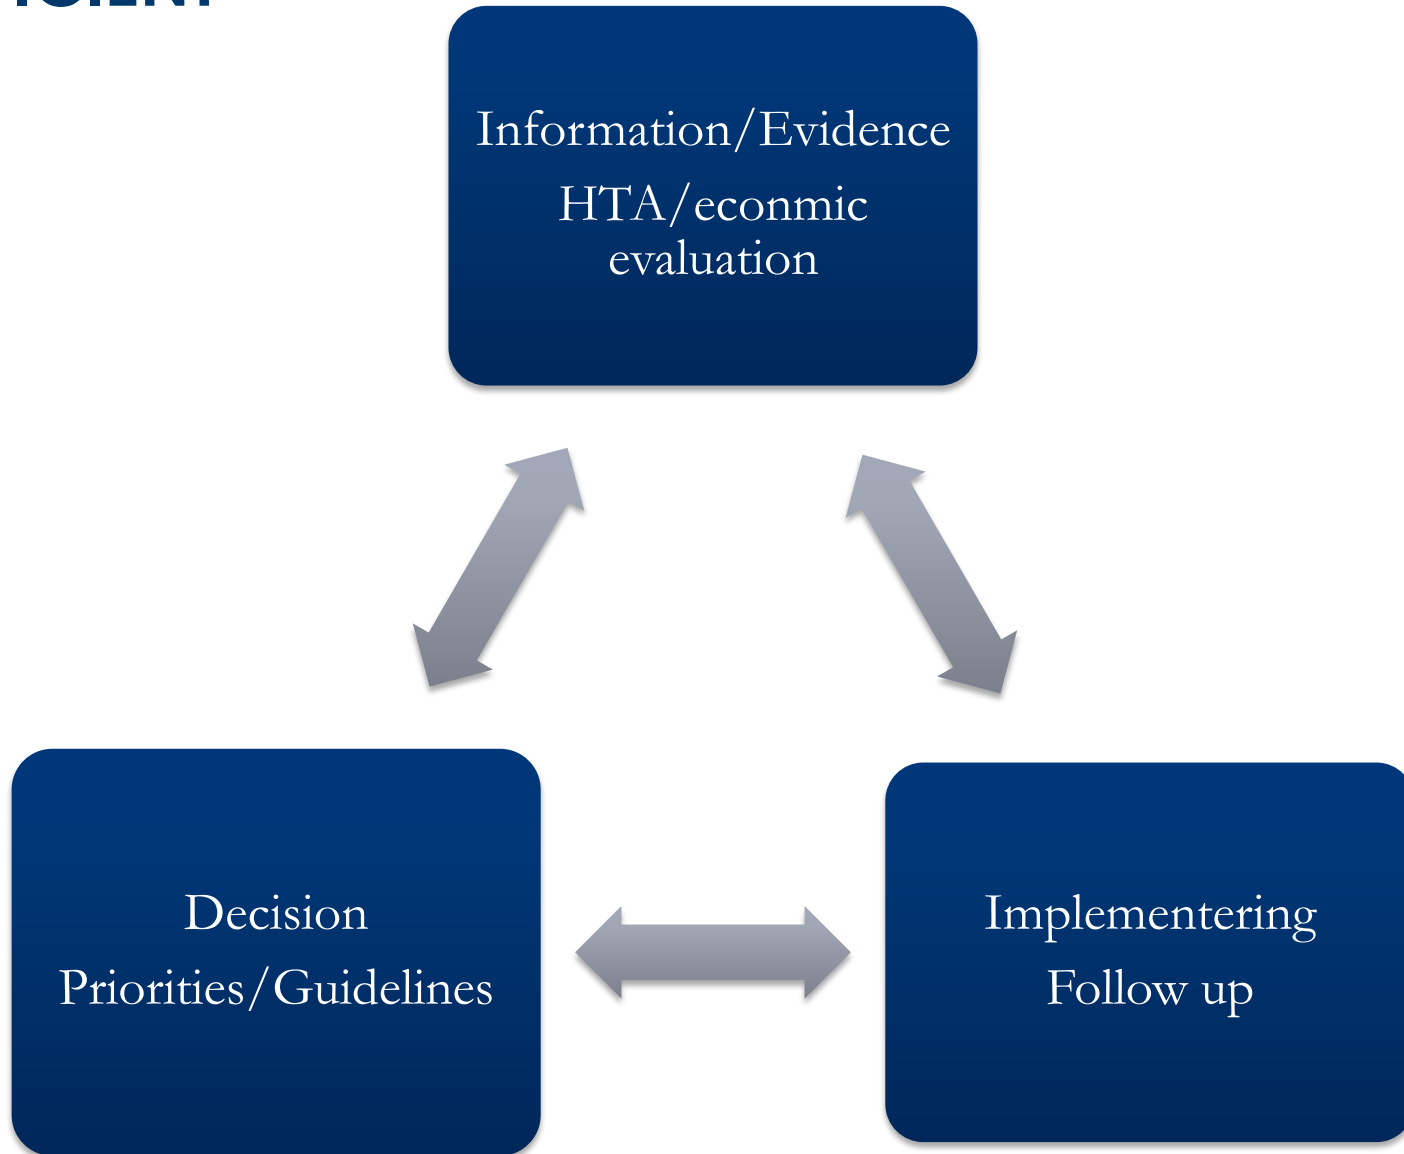 Information/Evidence
HTA/econmic
evaluation
Decision
Priorities/Guidelines
Implementering
Follow up